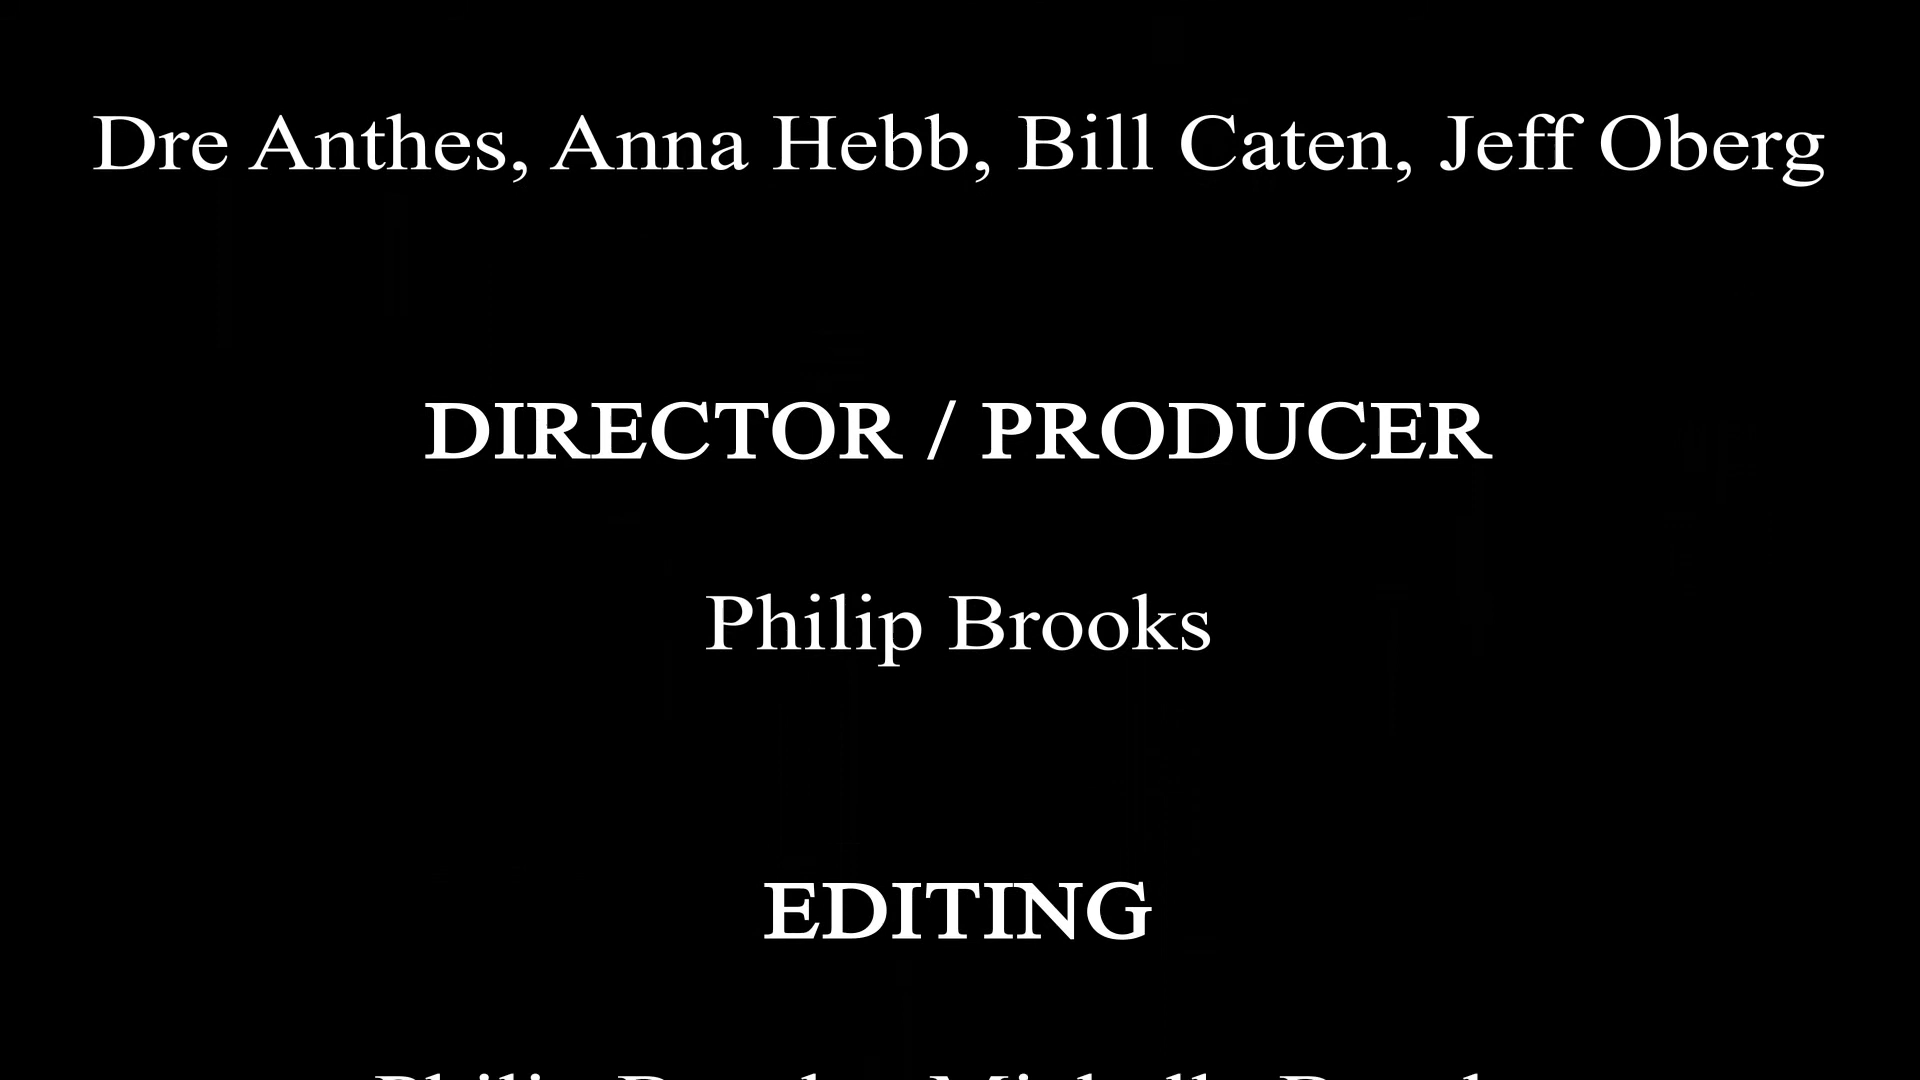 Dre Anthes, Anna Hebb, Bill Caten, Jeff Oberg
DIRECTOR / PRODUCER
Philip Brooks
EDITING